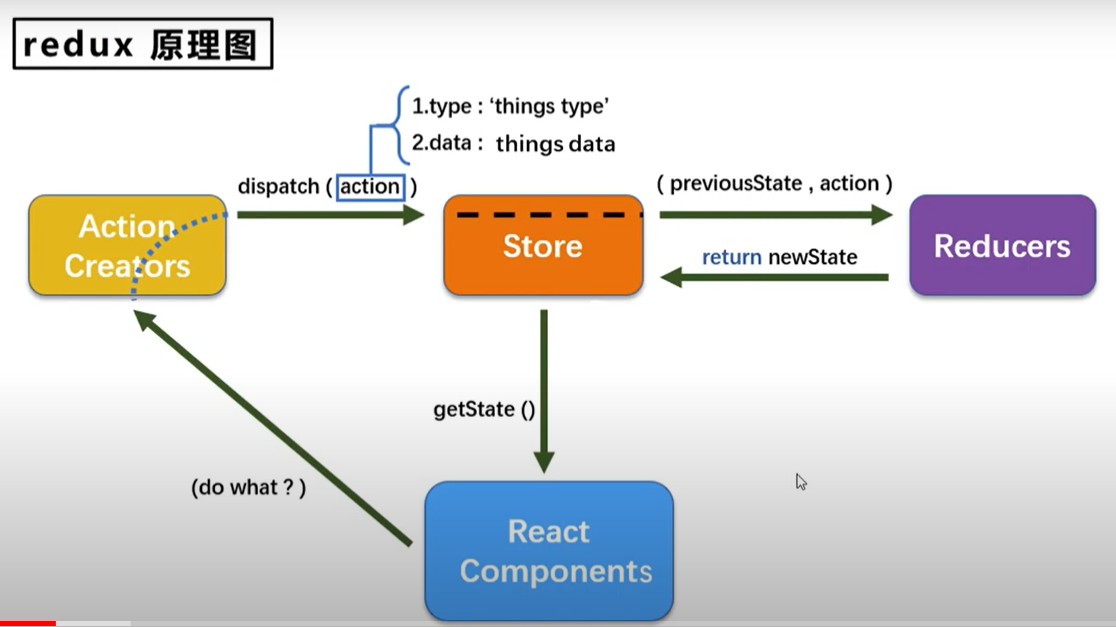 redux 原理图
1.type : ‘things type’
2.data : things data
dispatch ( action )
( previousState , action )
Action
Creators
Store
return newState
Reducers
getState ()
(do what ? )
React
Components